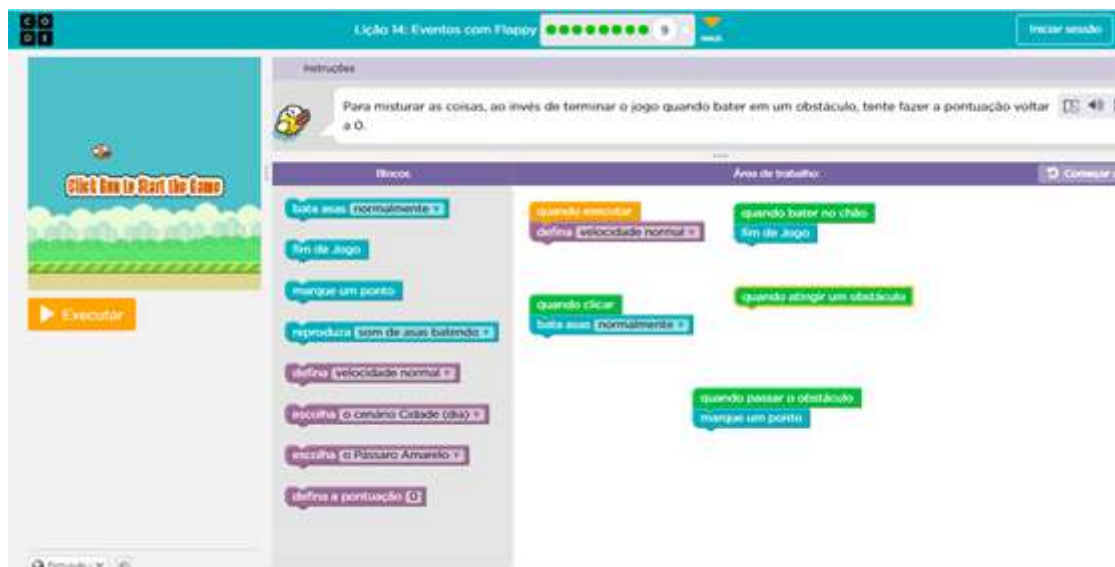 C O
D E
Lição 14: Eventos com Flappy
9
MAIS
Iniciar sessão
Instruções
Para misturar as coisas, ao invés de terminar o jogo quando bater em um obstáculo, tente fazer a pontuação voltar
a 0.
Click Run to Start the Game
Executar
Blocos
Área de trabalho:
Começar
bata asas normalmente
fim de Jogo
marque um ponto
reproduza som de asas batendo
defina velocidade normal
escolha o cenário Cidade (dia)
escolha o Pássaro Amarelo
defina a pontuação 0
quando executar
defina velocidade normal
quando clicar
bata asas normalmente
quando bater no chão
fim de Jogo
quando atingir um obstáculo
quando passar o obstáculo
marque um ponto